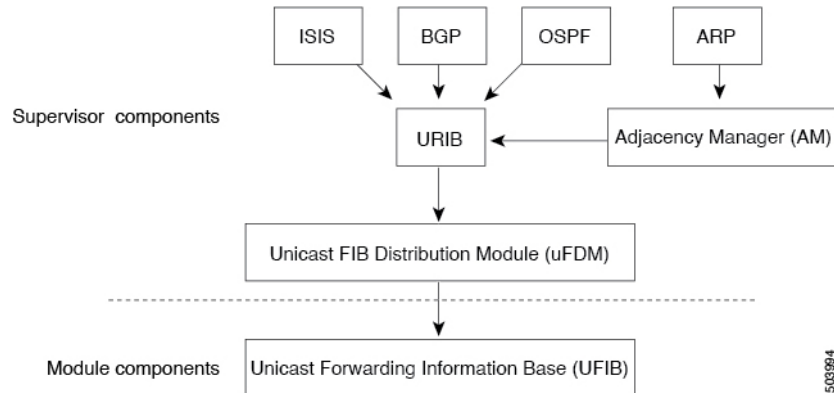 ISIS
BGP
OSPF
ARP
Supervisor components
URIB
Adjacency Manager (AM)
Unicast FIB Distribution Module (uFDM)
Module components
Unicast Forwarding Information Base (UFIB)
503994